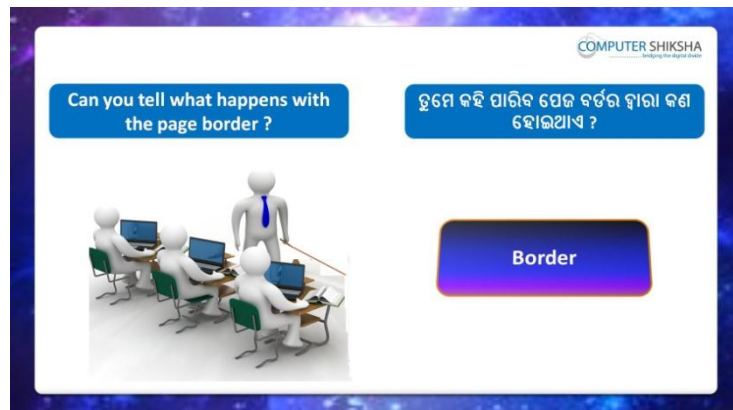 COMPUTER SHIKSHA
bridging the digital divide
Can you tell what happens with
the page border ?
ତୁମେ କହି ପାରିବ ପେଜ ବର୍ଡର ଦ୍ୱାରା କଣ
ହୋଇଥାଏ ?
Border